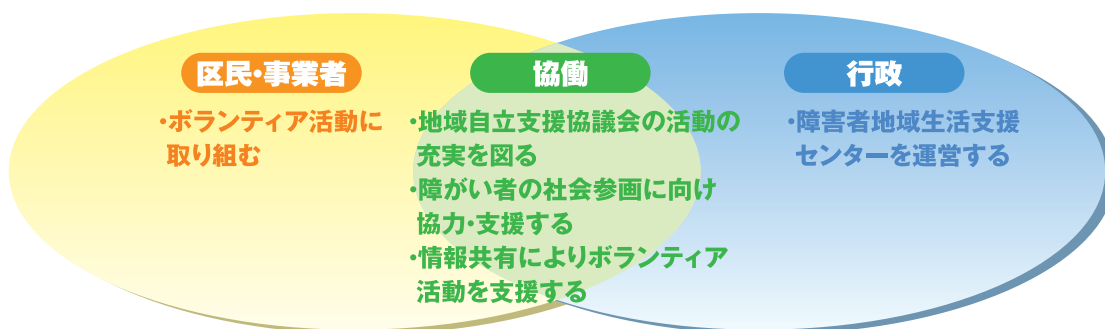 区民・事業者
・ボランティア活動に
取り組む
協働
・地域自立支援協議会の活動の
充実を図る
・障がい者の社会参画に向け
協力・支援する
・情報共有によりボランティア
活動を支援する
行政
・障害者地域生活支援
センターを運営する